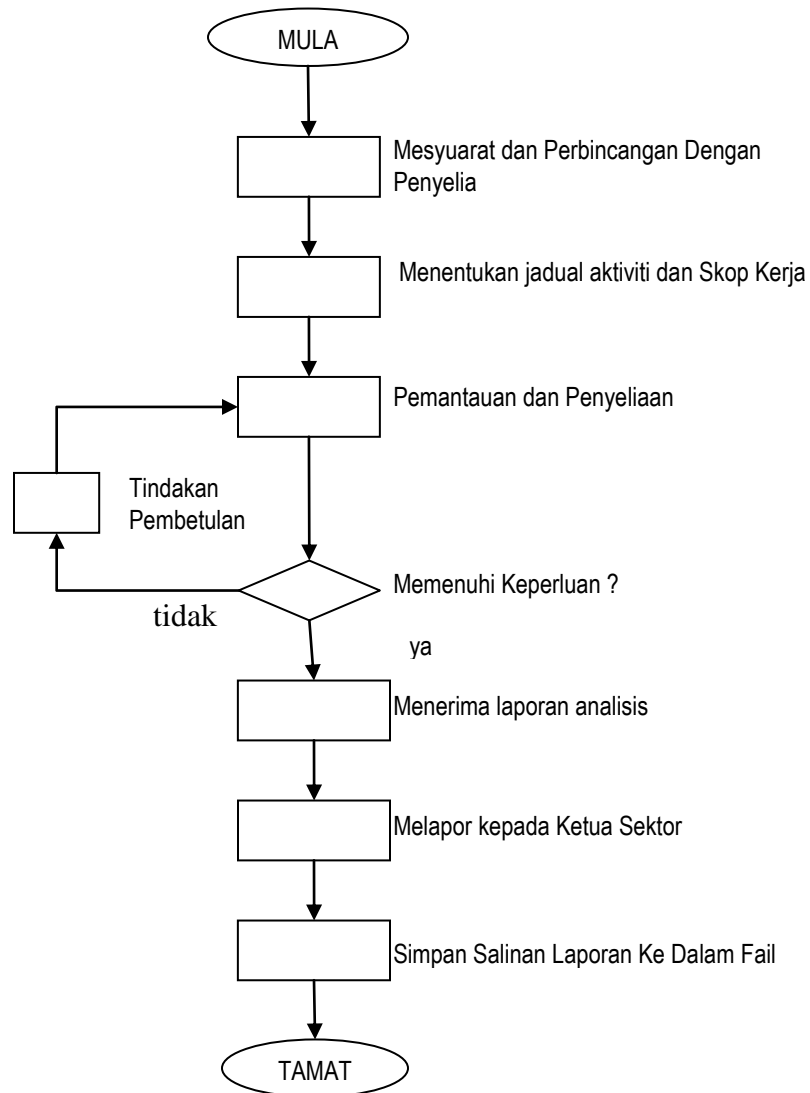 MULA
Mesyuarat dan Perbincangan Dengan
Penyelia
Menentukan jadual aktiviti dan Skop Kerja
Pemantauan dan Penyeliaan
Tindakan
Pembetulan
Memenuhi Keperluan ?
tidak
ya
Menerima laporan analisis
Melapor kepada Ketua Sektor
Simpan Salinan Laporan Ke Dalam Fail
TAMAT